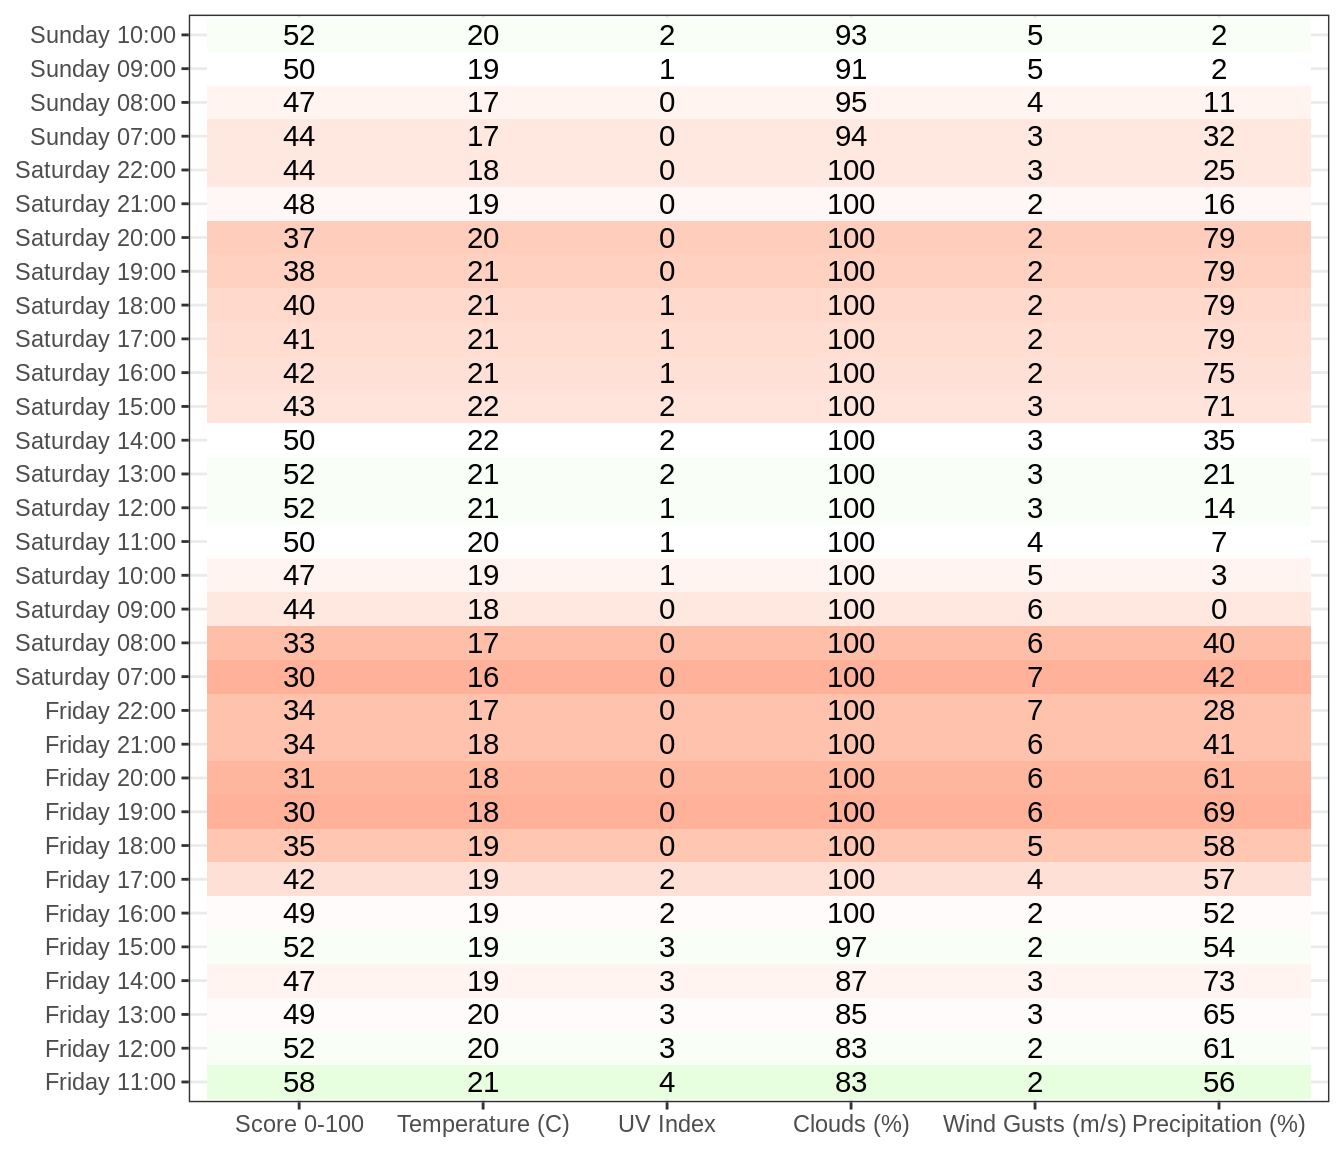 Sunday 10:00 52 20 2 93 5 2
Sunday 09:00 50 19 1 91 5 2
Sunday 08:00 47 17 0 95 4 11
Sunday 07:00 44 17 0 94 3 32
Saturday 22:00 44 18 0 100 3 25
Saturday 21:00 48 19 0 100 2 16
Saturday 20:00 37 20 0 100 2 79
Saturday 19:00 38 21 0 100 2 79
Saturday 18:00 40 21 1 100 2 79
Saturday 17:00 41 21 1 100 2 79
Saturday 16:00 42 21 1 100 2 75
Saturday 15:00 43 22 2 100 3 71
Saturday 14:00 50 22 2 100 3 35
Saturday 13:00 52 21 2 100 3 21
Saturday 12:00 52 21 1 100 3 14
Saturday 11:00 50 20 1 100 4 7
Saturday 10:00 47 19 1 100 5 3
Saturday 09:00 44 18 0 100 6 0
Saturday 08:00 33 17 0 100 6 40
Saturday 07:00 30 16 0 100 7 42
Friday 22:00 34 17 0 100 7 28
Friday 21:00 34 18 0 100 6 41
Friday 20:00 31 18 0 100 6 61
Friday 19:00 30 18 0 100 6 69
Friday 18:00 35 19 0 100 5 58
Friday 17:00 42 19 2 100 4 57
Friday 16:00 49 19 2 100 2 52
Friday 15:00 52 19 3 97 2 54
Friday 14:00 47 19 3 87 3 73
Friday 13:00 49 20 3 85 3 65
Friday 12:00 52 20 3 83 2 61
Friday 11:00 58 21 4 83 2 56
Score 0-100 Temperature (C) UV Index Clouds (%) Wind Gusts (m/s) Precipitation (%)